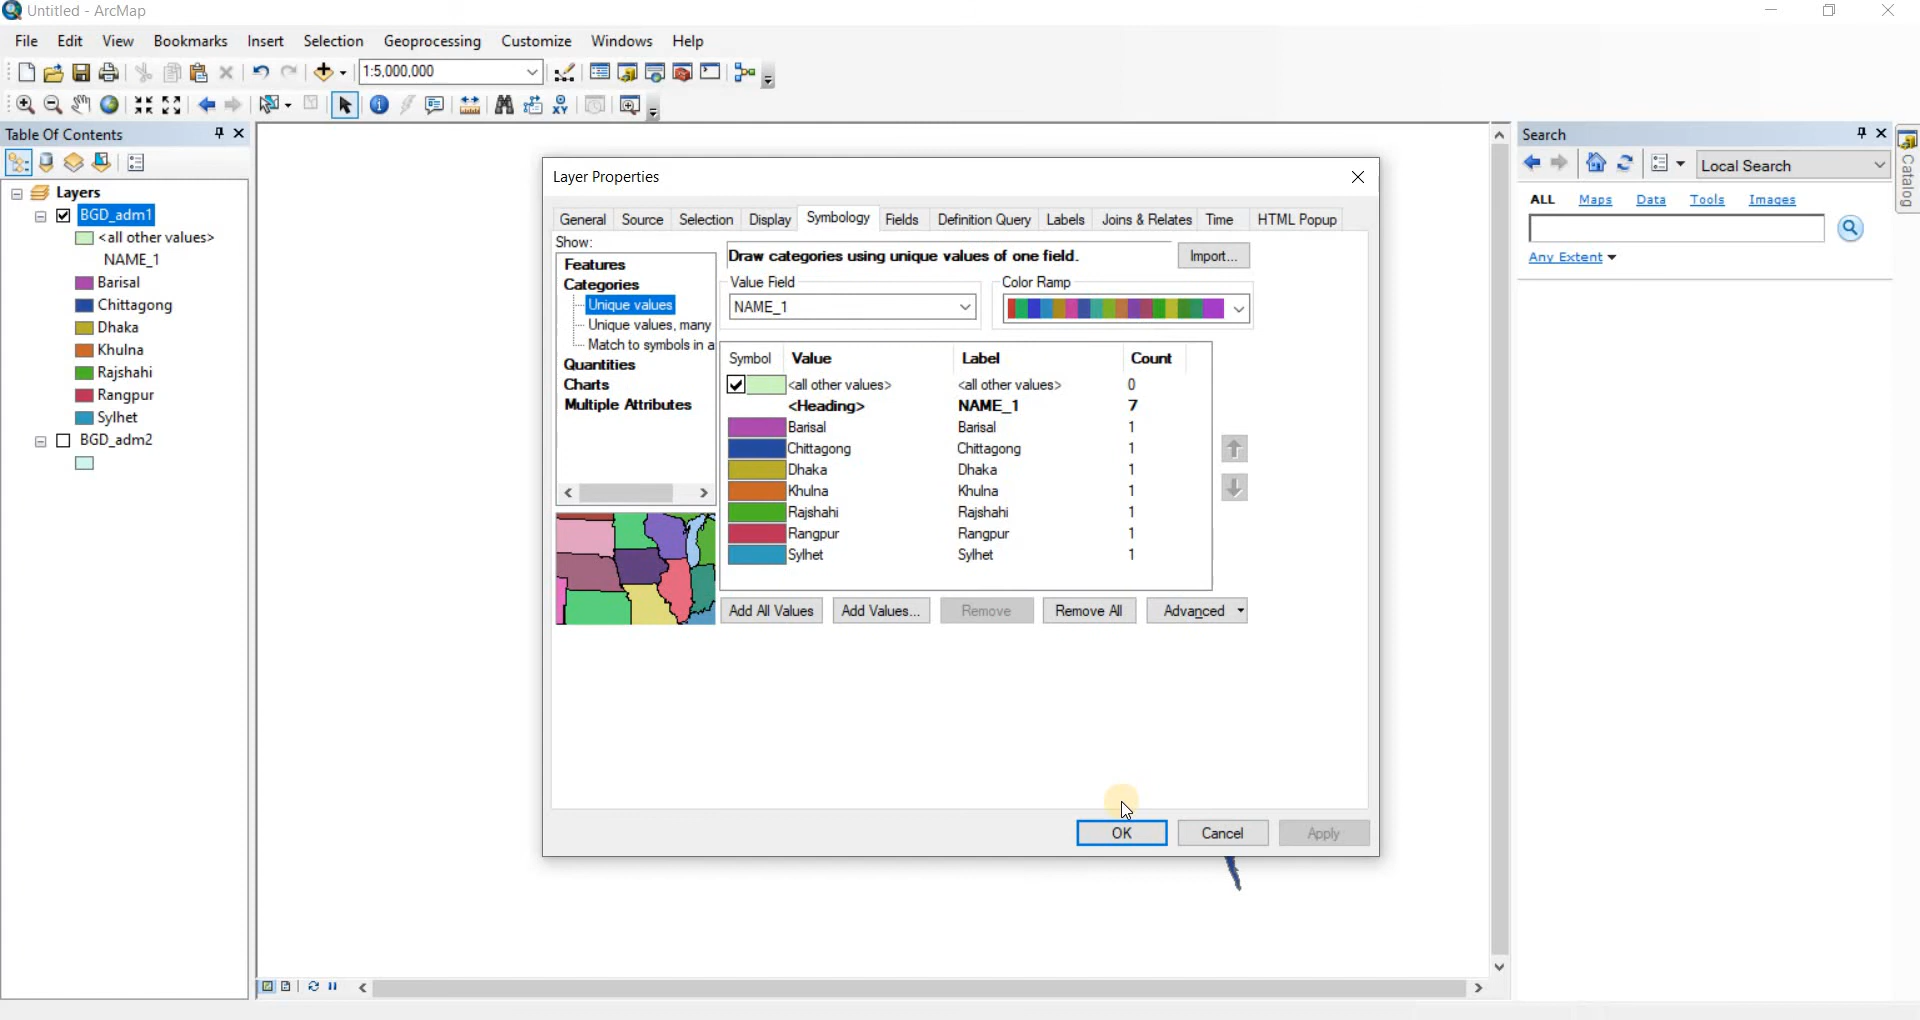 Untitled - ArcMap
File Edit View Bookmarks Insert Selection Geoprocessing Customize Windows Help
1:5,000,000
XY
Table Of Contents
Layers
BGD_adm1
<all other values>
NAME_1
Barisal
Chittagong
Dhaka
Khulna
Rajshahi
Rangpur
Sylhet
BGD_adm2
Layer Properties
General Source Selection Display Symbology Fields Definition Query Labels Joins & Relates Time HTML Popup
Show:
Features
Categories
Unique values
Unique values, many
Match to symbols in a
Quantities
Charts
Multiple Attributes
Draw categories using unique values of one field.
Import...
Value Field
NAME_1
Color Ramp
Symbol Value Label Count
<all other values> <all other values> 0
<Heading> NAME_1 7
Barisal Barisal 1
Chittagong Chittagong 1
Dhaka Dhaka 1
Khulna Khulna 1
Rajshahi Rajshahi 1
Rangpur Rangpur 1
Sylhet Sylhet 1
Add All Values Add Values... Remove Remove All Advanced
OK Cancel Apply
Search
Local Search
ALL Maps Data Tools Images
Any Extent
Catalog